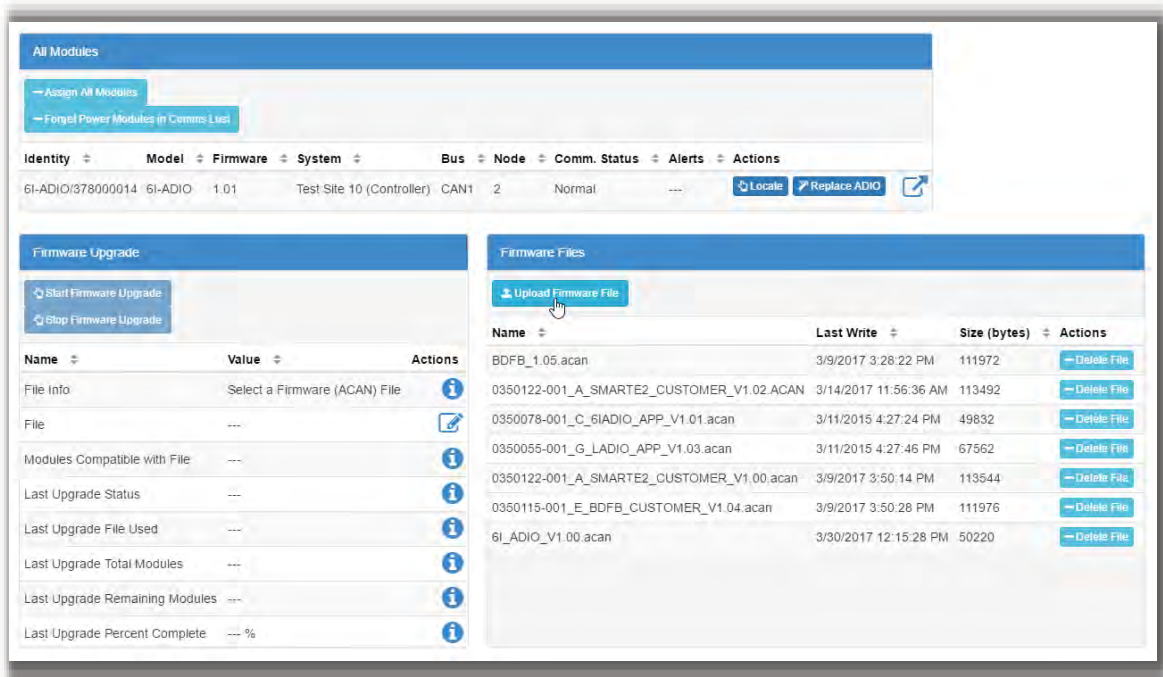 All Modules
Assign All Modules
Forget Power Modules in Comms Lost
Identity Model Firmware System Bus Node Comm. Status Alerts Actions
6I-ADIO/378000014 6I-ADIO 1.01 Test Site 10 (Controller) CAN1 2 Normal --- Locate Replace ADIO
Firmware Upgrade
Start Firmware Upgrade
Stop Firmware Upgrade
Name Value Actions
File Info Select a Firmware (ACAN) File
File ---
Modules Compatible with File ---
Last Upgrade Status ---
Last Upgrade File Used ---
Last Upgrade Total Modules ---
Last Upgrade Remaining Modules ---
Last Upgrade Percent Complete --- %
Firmware Files
Upload Firmware File
Name Last Write Size (bytes) Actions
BDFB_1.05.acan 3/9/2017 3:28:22 PM 111972 Delete File
0350122-001_A_SMARTE2_CUSTOMER_V1.02.ACAN 3/14/2017 11:56:36 AM 113492 Delete File
0350078-001_C_6IADIO_APP_V1.01.acan 3/11/2015 4:27:24 PM 49832 Delete File
0350055-001_G_LADIO_APP_V1.03.acan 3/11/2015 4:27:46 PM 67562 Delete File
0350122-001_A_SMARTE2_CUSTOMER_V1.00.acan 3/9/2017 3:50:14 PM 113544 Delete File
0350115-001_E_BDFB_CUSTOMER_V1.04.acan 3/9/2017 3:50:28 PM 111976 Delete File
6I_ADIO_V1.00.acan 3/30/2017 12:15:28 PM 50220 Delete File